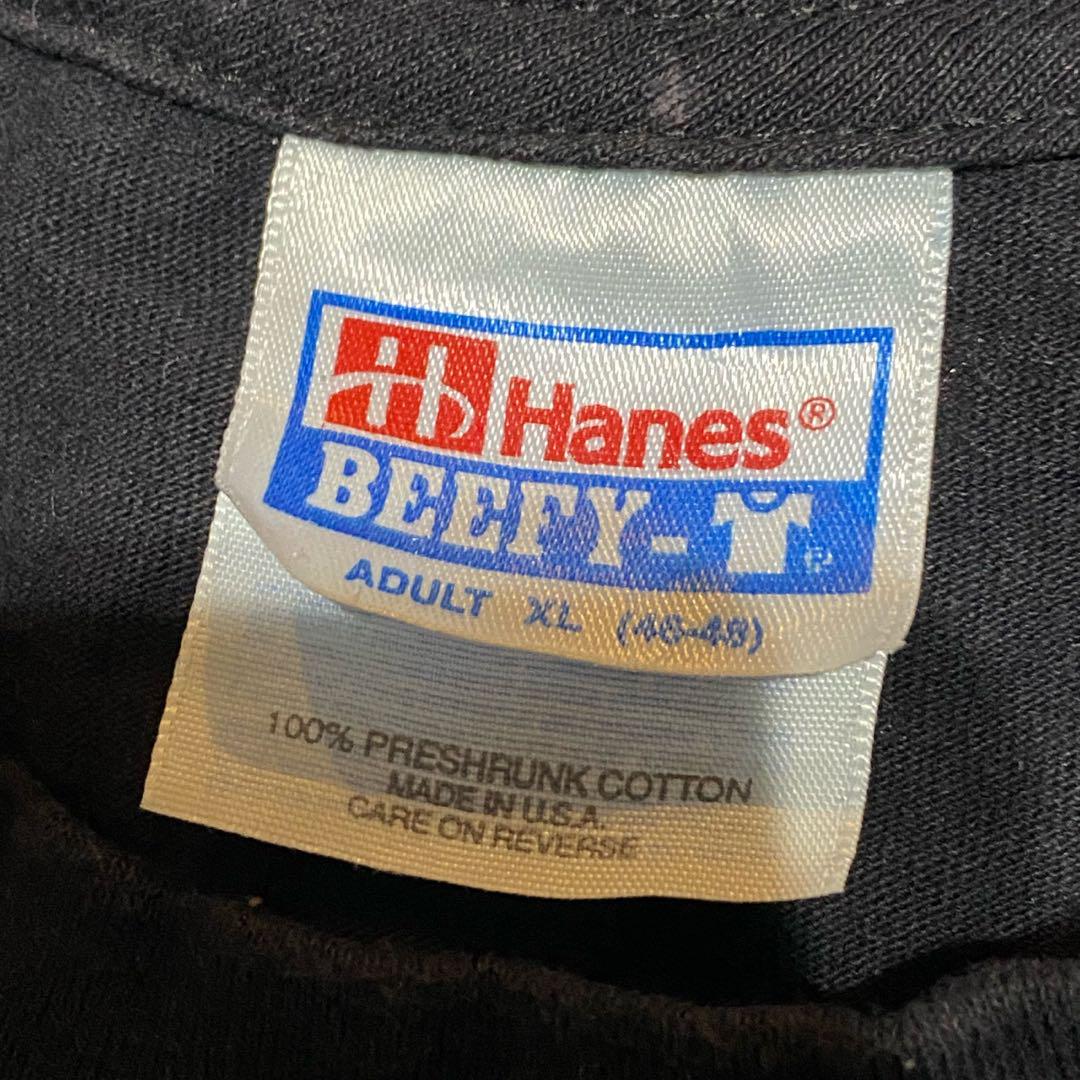 Hanes®
BEEFY-T®
ADULT XL (46-48)
100% PRESHRUNK COTTON
MADE IN U.S.A.
CARE ON REVERSE